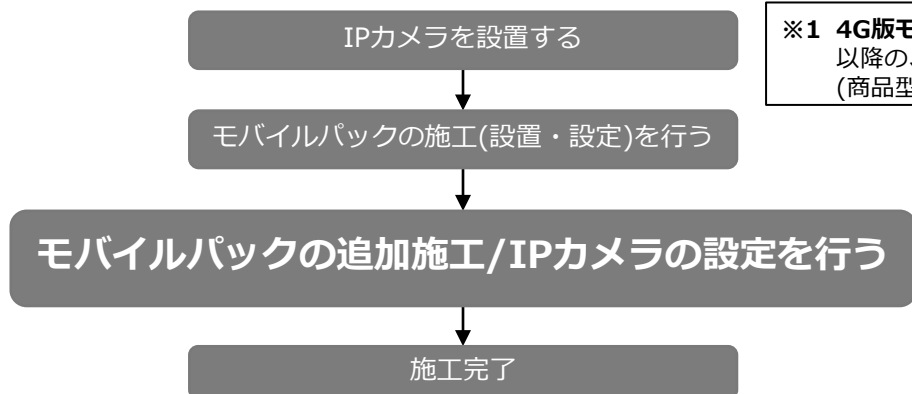 IPカメラを設置する
※1 4G版モ
以降の
(商品型
モバイルパックの施工(設置・設定)を行う
モバイルパックの追加施工/IPカメラの設定を行う
施工完了